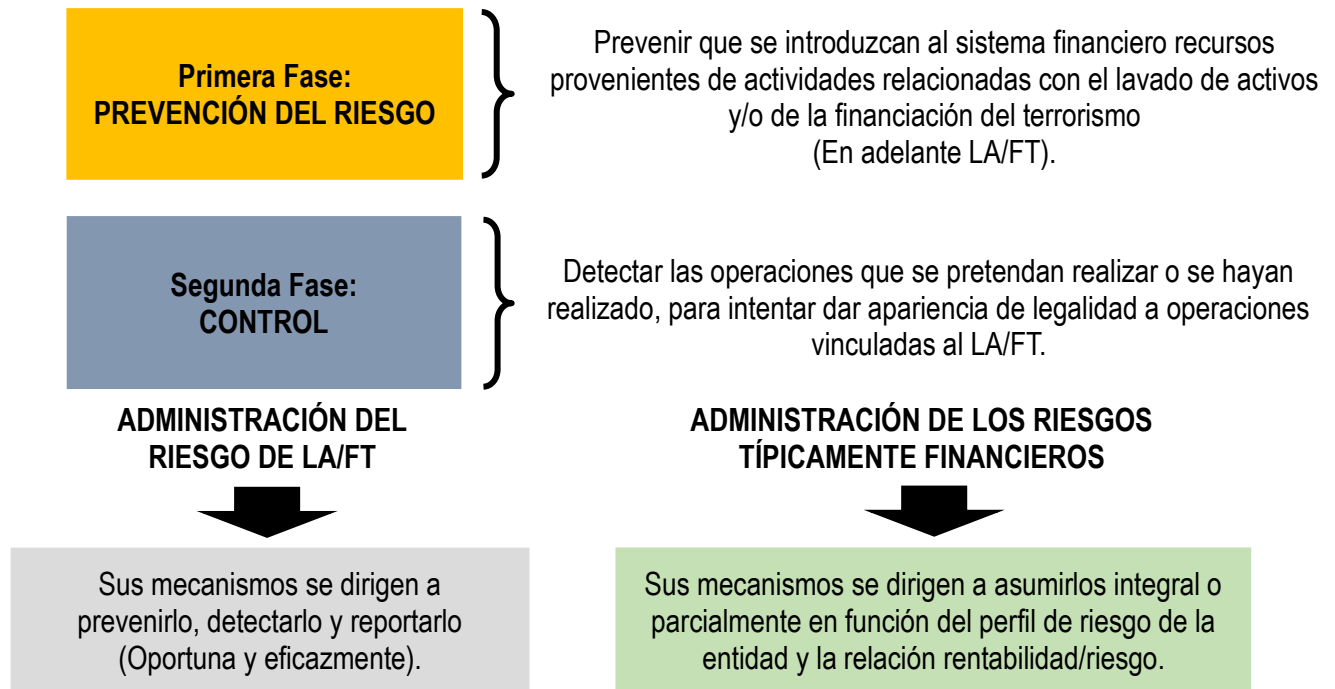 Primera Fase:
PREVENCIÓN DEL RIESGO
Prevenir que se introduzcan al sistema financiero recursos
provenientes de actividades relacionadas con el lavado de activos
y/o de la financiación del terrorismo
(En adelante LA/FT).
Segunda Fase:
CONTROL
Detectar las operaciones que se pretendan realizar o se hayan
realizado, para intentar dar apariencia de legalidad a operaciones
vinculadas al LA/FT.
ADMINISTRACIÓN DEL
RIESGO DE LA/FT
Sus mecanismos se dirigen a
prevenirlo, detectarlo y reportarlo
(Oportuna y eficazmente).
ADMINISTRACIÓN DE LOS RIESGOS
TÍPICAMENTE FINANCIEROS
Sus mecanismos se dirigen a asumirlos integral o
parcialmente en función del perfil de riesgo de la
entidad y la relación rentabilidad/riesgo.